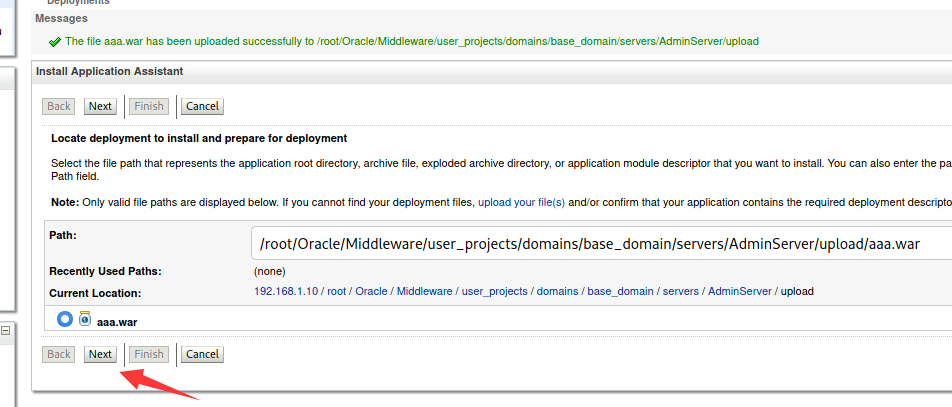 Deployments
Messages
The file aaa.war has been uploaded successfully to /root/Oracle/Middleware/user_projects/domains/base_domain/servers/AdminServer/upload
Install Application Assistant
Back Next Finish Cancel
Locate deployment to install and prepare for deployment
Select the file path that represents the application root directory, archive file, exploded archive directory, or application module descriptor that you want to install. You can also enter the pa
Path field.
Note: Only valid file paths are displayed below. If you cannot find your deployment files, upload your file(s) and/or confirm that your application contains the required deployment descripto
Path: /root/Oracle/Middleware/user_projects/domains/base_domain/servers/AdminServer/upload/aaa.war
Recently Used Paths: (none)
Current Location: 192.168.1.10 / root / Oracle / Middleware / user_projects / domains / base_domain / servers / AdminServer / upload
aaa.war
Back Next Finish Cancel